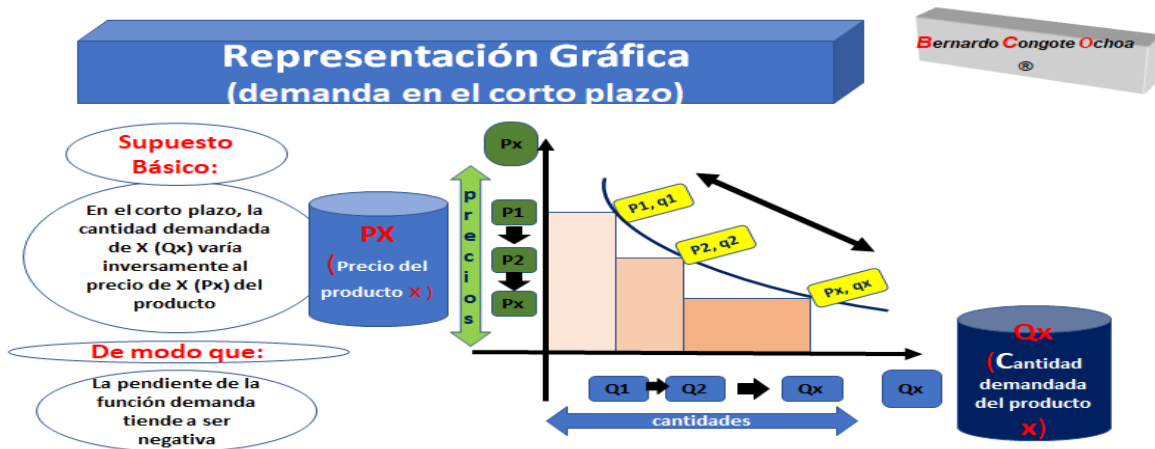 Representación Gráfica
(demanda en el corto plazo)
Bernardo Congote Ochoa
®
Supuesto
Básico:
En el corto plazo, la
cantidad demandada
de X (Qx) varía
inversamente al
precio de X (Px) del
producto
De modo que:
La pendiente de la
función demanda
tiende a ser
negativa
PX
(Precio del
producto x)
precios
Px
P1
P2
Px
P1, q1
P2, q2
Px, qx
Q1
Q2
Qx
Qx
cantidades
Qx
(Cantidad
demandada
del producto
x)